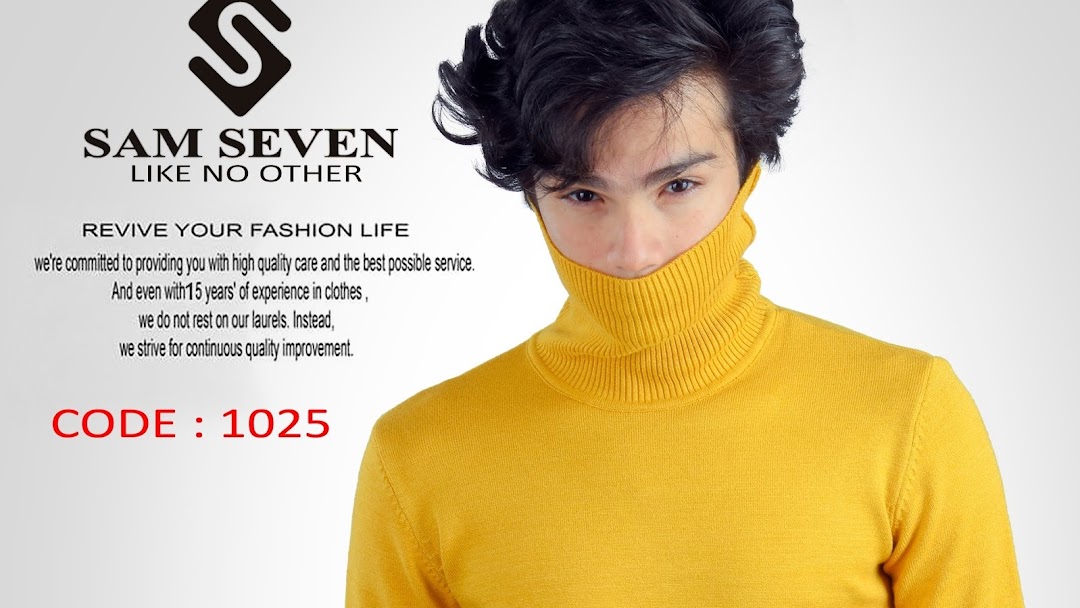 SAM SEVEN
LIKE NO OTHER
REVIVE YOUR FASHION LIFE
we're committed to providing you with high quality care and the best possible service.
And even with15 years' of experience in clothes ,
we do not rest on our laurels. Instead,
we strive for continuous quality improvement.
CODE : 1025